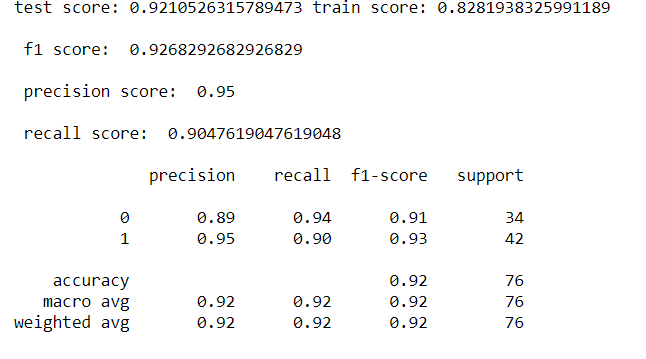 test score: 0.9210526315789473 train score: 0.8281938325991189
f1 score: 0.9268292682926829
precision score: 0.95
recall score: 0.9047619047619048
precision recall f1-score support
0 0.89 0.94 0.91 34
1 0.95 0.90 0.93 42
accuracy 0.92 76
macro avg 0.92 0.92 0.92 76
weighted avg 0.92 0.92 0.92 76